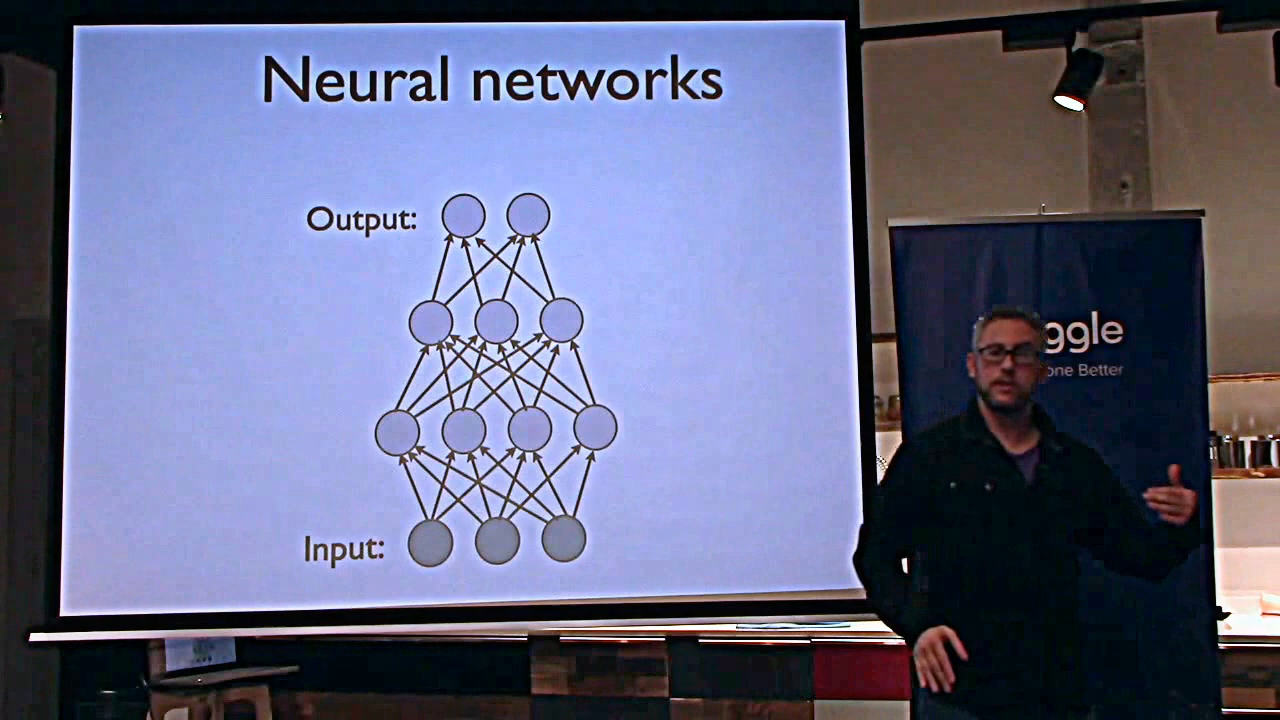 Neural networks
Output:
Input:
ggle
one Better